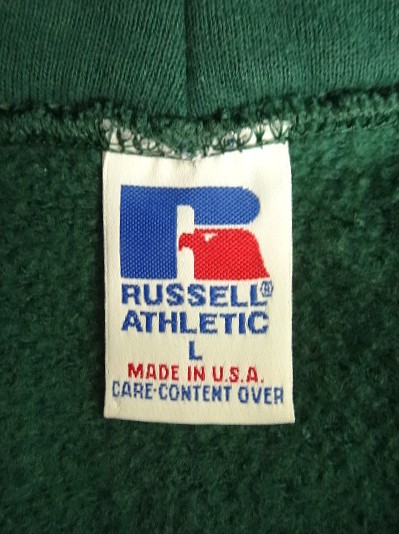 RUSSELL®
ATHLETIC
L
MADE IN U.S.A.
CARE-CONTENT OVER